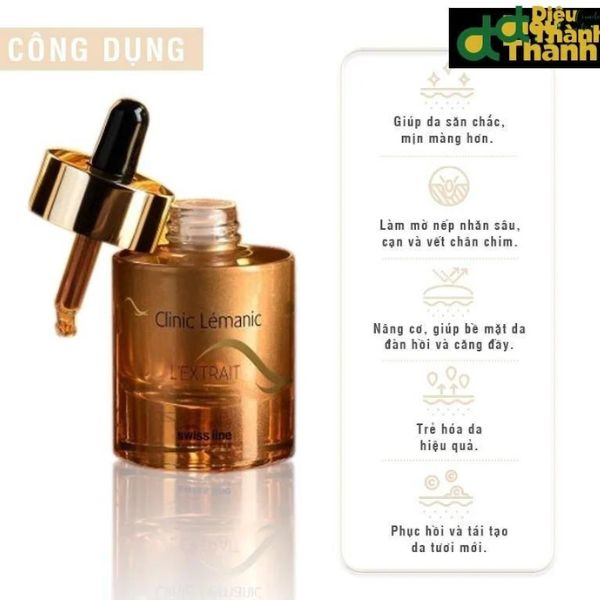 CÔNG DỤNG
Diệu
Thành
Thành
Giúp da săn chắc,
mịn màng hơn.
Làm mờ nếp nhăn sâu,
cạn và vết chân chim.
Nâng cơ, giúp bề mặt da
đàn hồi và căng đầy.
Trẻ hóa da
hiệu quả.
Phục hồi và tái tạo
da tươi mới.
Clinic Lémanic
L'EXTRAIT
swiss line